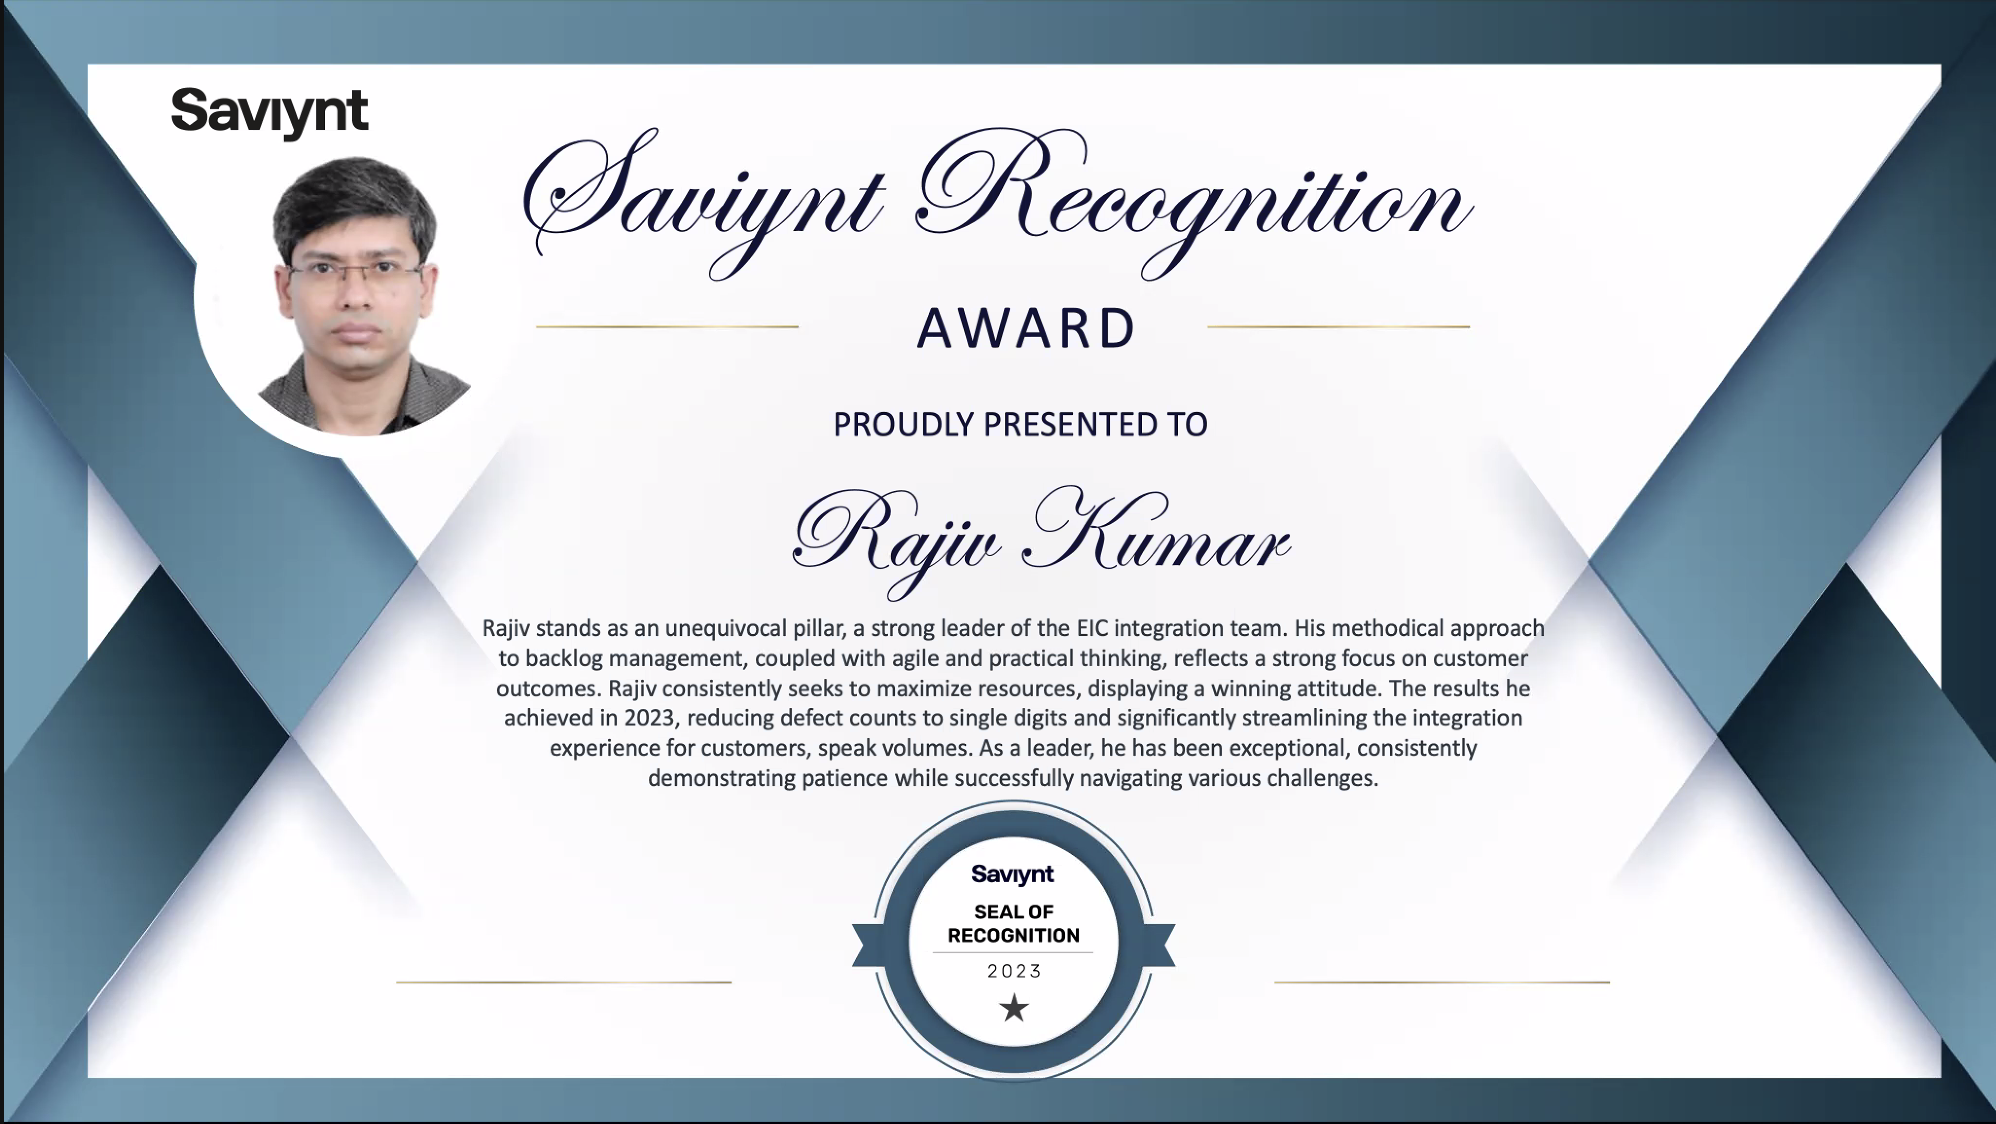 Saviynt
Saviynt Recognition
AWARD
PROUDLY PRESENTED TO
Rajiv Kumar
Rajiv stands as an unequivocal pillar, a strong leader of the EIC integration team. His methodical approach
to backlog management, coupled with agile and practical thinking, reflects a strong focus on customer
outcomes. Rajiv consistently seeks to maximize resources, displaying a winning attitude. The results he
achieved in 2023, reducing defect counts to single digits and significantly streamlining the integration
experience for customers, speak volumes. As a leader, he has been exceptional, consistently
demonstrating patience while successfully navigating various challenges.
Saviynt
SEAL OF
RECOGNITION
2023